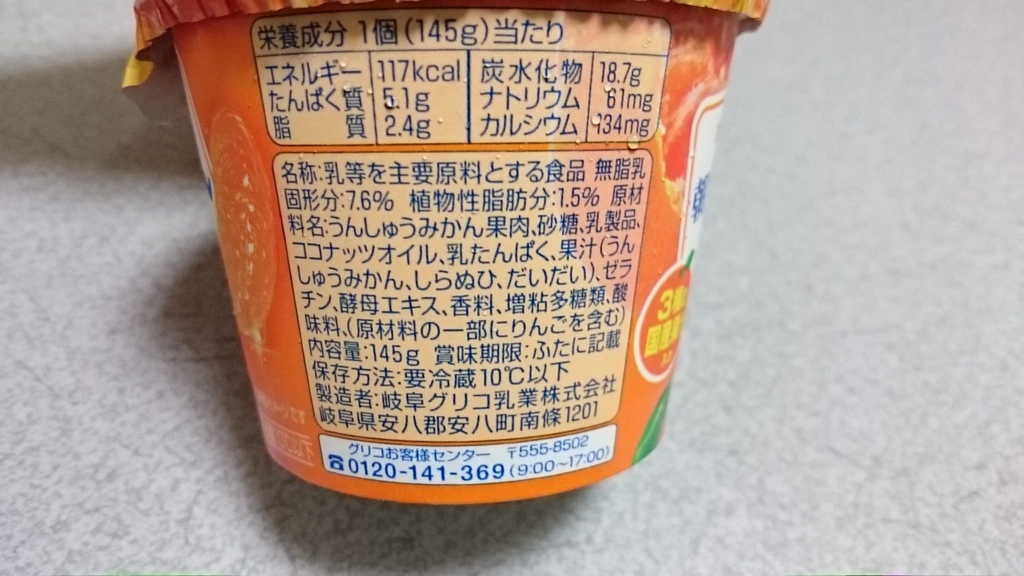 栄養成分 1個(145g)当たり
エネルギー 117kcal 炭水化物 18.7g
たんぱく質 5.1g ナトリウム 61mg
脂質 2.4g カルシウム 134mg
名称:乳等を主要原料とする食品 無脂乳
固形分:7.6% 植物性脂肪分:1.5% 原材
料名:うんしゅうみかん果肉、砂糖、乳製品、
ココナッツオイル、乳たんぱく、果汁(うん
しゅうみかん、しらぬひ、だいだい)、ゼラ
チン、酵母エキス、香料、増粘多糖類、酸
味料、(原材料の一部にりんごを含む)
内容量:145g 賞味期限:ふたに記載
保存方法:要冷蔵10℃以下
製造者:岐阜グリコ乳業株式会社
岐阜県安八郡安八町南條1201
グリコお客様センター 〒555-8502
☎0120-141-369(9:00~17:00)